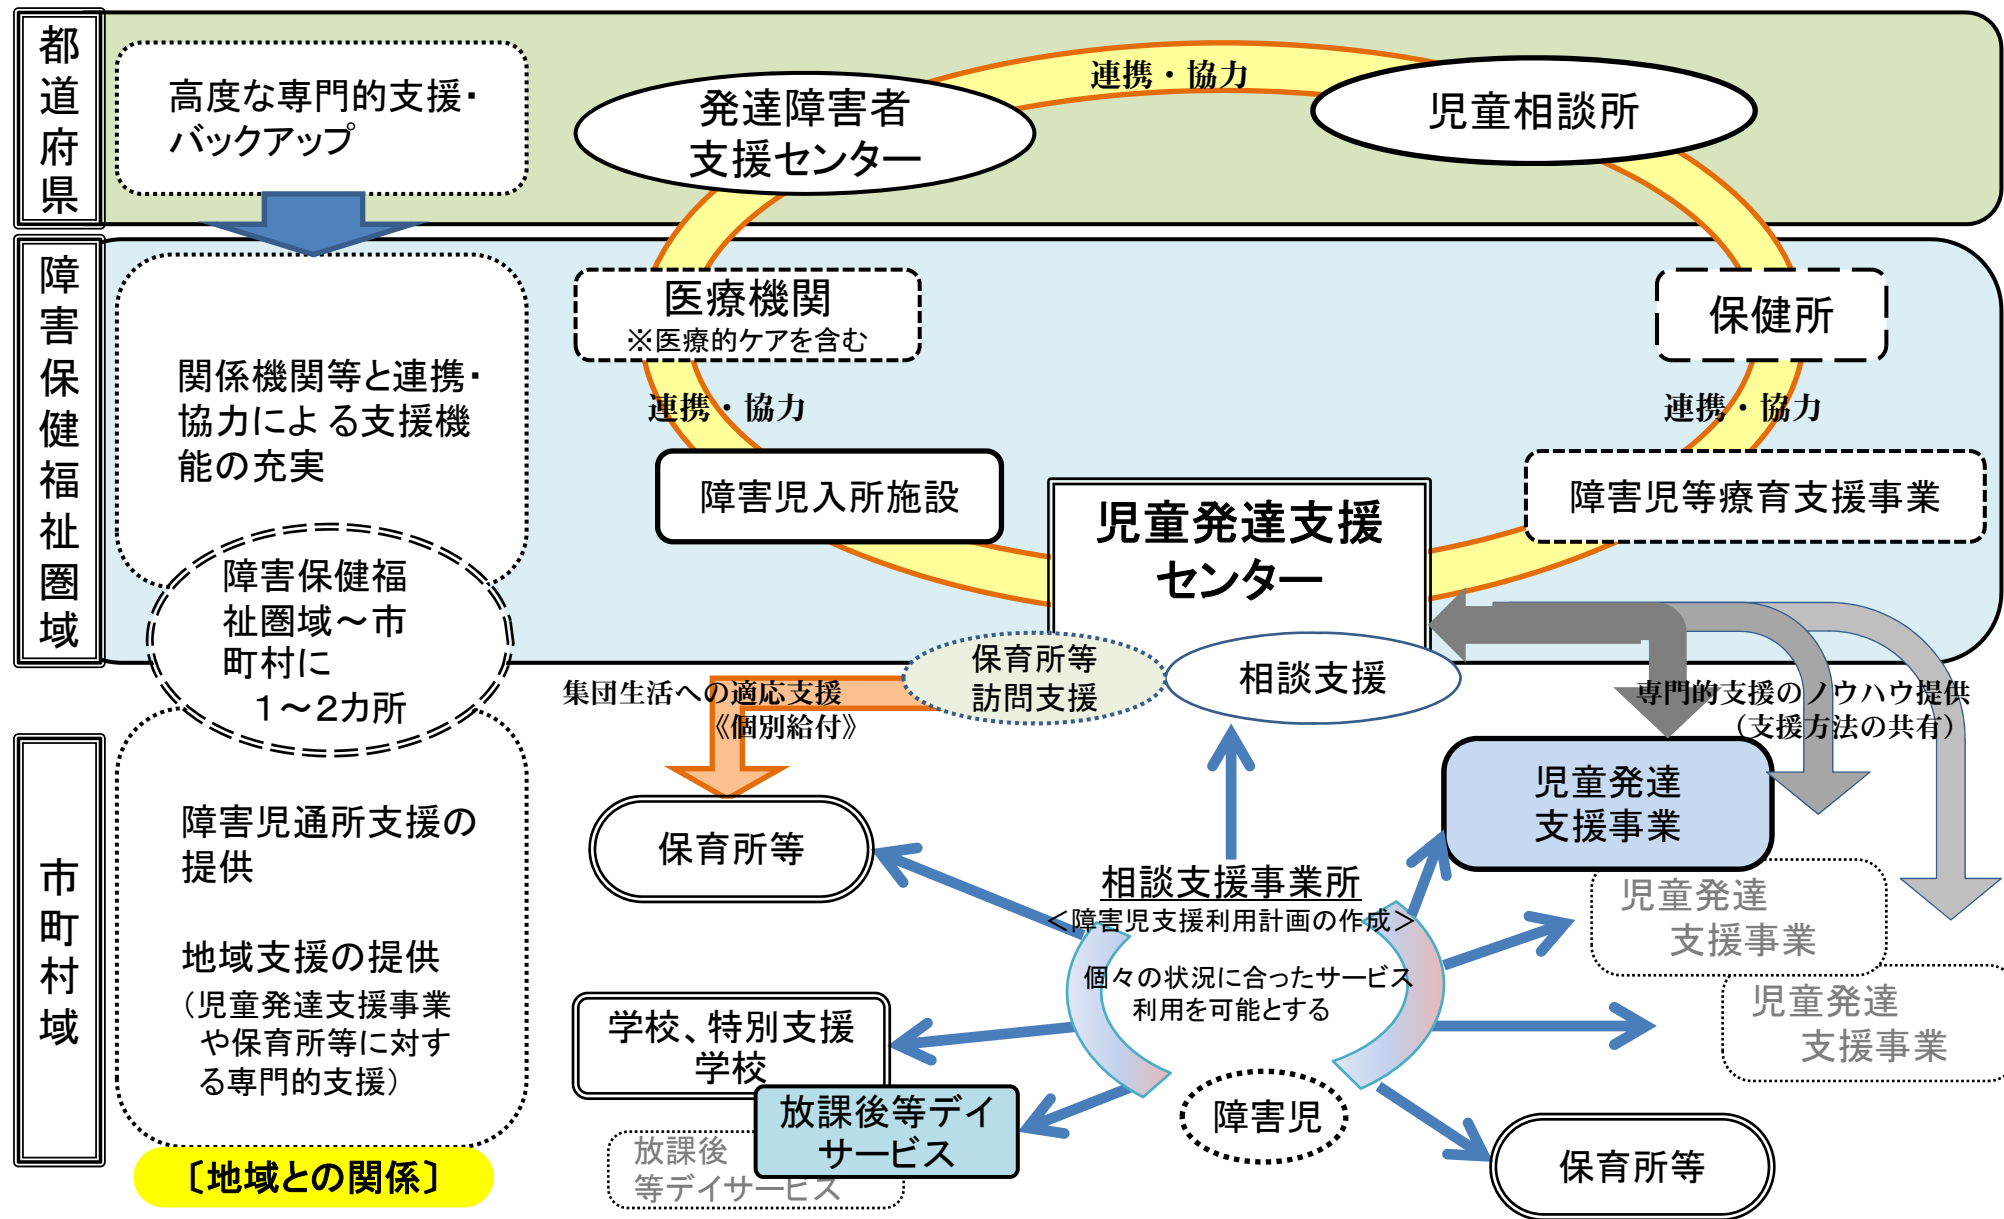 都道府県
高度な専門的支援・
バックアップ
発達障害者
支援センター
連携・協力
児童相談所
障害保健福祉圏域
関係機関等と連携・
協力による支援機
能の充実
医療機関
※医療的ケアを含む
保健所
連携・協力
連携・協力
障害児入所施設
児童発達支援
センター
障害児等療育支援事業
障害保健福
祉圏域～市
町村に
１～２カ所
保育所等
訪問支援
相談支援
集団生活への適応支援
《個別給付》
専門的支援のノウハウ提供
（支援方法の共有）
市町村域
障害児通所支援の
提供
地域支援の提供
（児童発達支援事業
や保育所等に対す
る専門的支援）
〔地域との関係〕
保育所等
児童発達
支援事業
児童発達
支援事業
児童発達
支援事業
相談支援事業所
＜障害児支援利用計画の作成＞
個々の状況に合ったサービス
利用を可能とする
学校、特別支援
学校
放課後等デイ
サービス
放課後
等デイサービス
障害児
保育所等